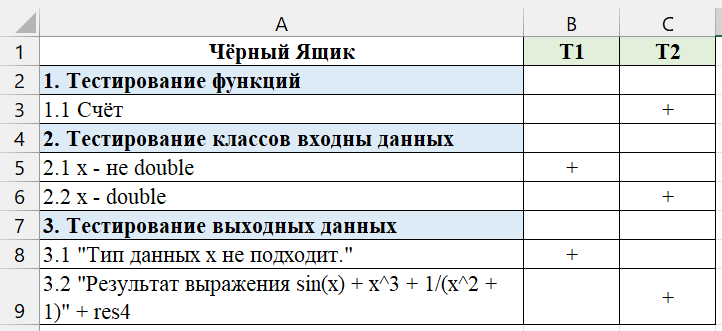 A B C
1 Чёрный Ящик T1 T2
2 1. Тестирование функций
3 1.1 Счёт +
4 2. Тестирование классов входны данных
5 2.1 x - не double +
6 2.2 x - double +
7 3. Тестирование выходных данных
8 3.1 "Тип данных x не подходит." +
3.2 "Результат выражения sin(x) + x^3 + 1/(x^2 +
9 1)" + res4 +